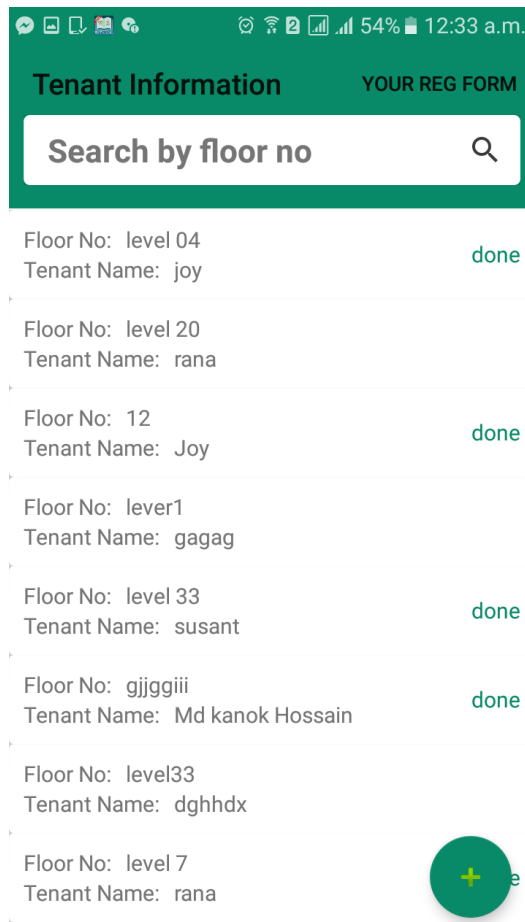 2 54% 12:33 a.m.
Tenant Information YOUR REG FORM
Search by floor no
Floor No: level 04
Tenant Name: joy
done
Floor No: level 20
Tenant Name: rana
Floor No: 12
Tenant Name: Joy
done
Floor No: lever1
Tenant Name: gagag
Floor No: level 33
Tenant Name: susant
done
Floor No: gjjggiii
Tenant Name: Md kanok Hossain
done
Floor No: level33
Tenant Name: dghhdx
Floor No: level 7
Tenant Name: rana
+